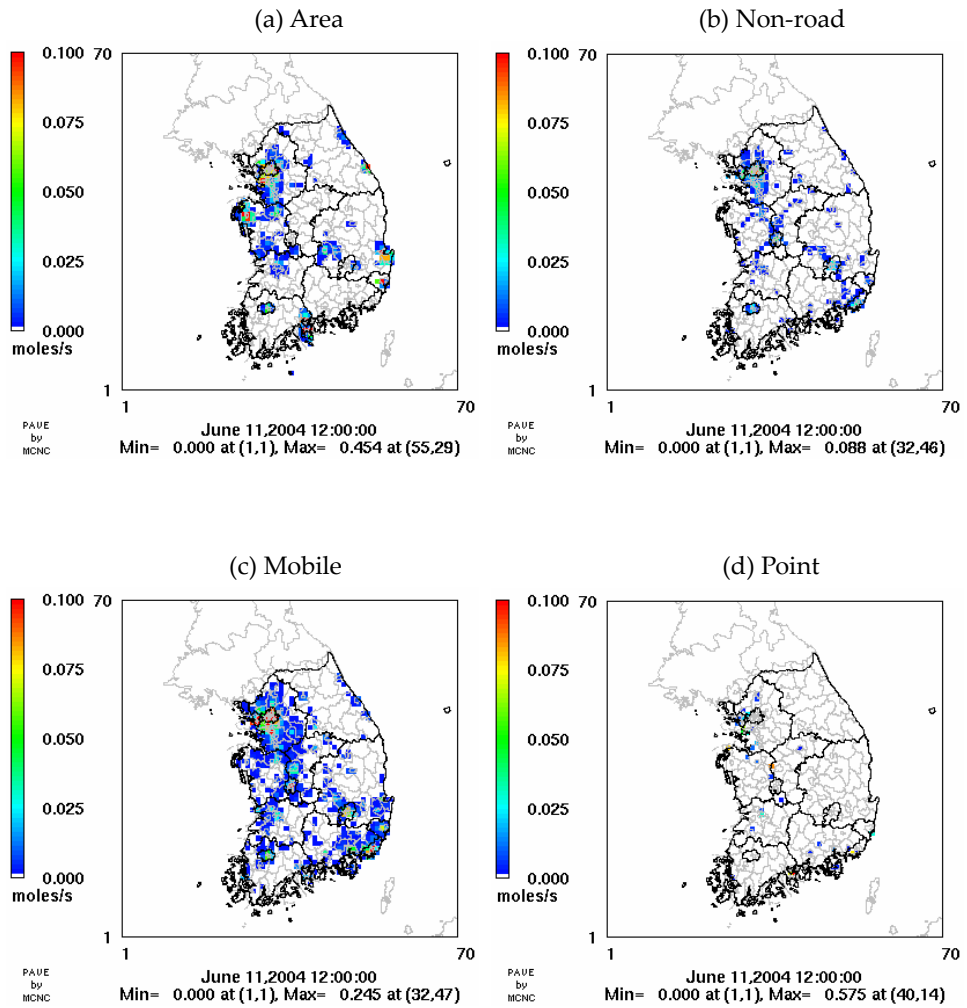 (a) Area
(b) Non-road
0.100
0.075
0.050
0.025
0.000
moles/s
70
1
1
70
PAVE
by
MCNC
June 11,2004 12:00:00
Min= 0.000 at (1,1), Max= 0.454 at (55,29)
0.100
0.075
0.050
0.025
0.000
moles/s
70
1
1
70
PAVE
by
MCNC
June 11,2004 12:00:00
Min= 0.000 at (1,1), Max= 0.088 at (32,46)
(c) Mobile
(d) Point
0.100
0.075
0.050
0.025
0.000
moles/s
70
1
1
70
PAVE
by
MCNC
June 11,2004 12:00:00
Min= 0.000 at (1,1), Max= 0.245 at (32,47)
0.100
0.075
0.050
0.025
0.000
moles/s
70
1
1
70
PAVE
by
MCNC
June 11,2004 12:00:00
Min= 0.000 at (1,1), Max= 0.575 at (40,14)